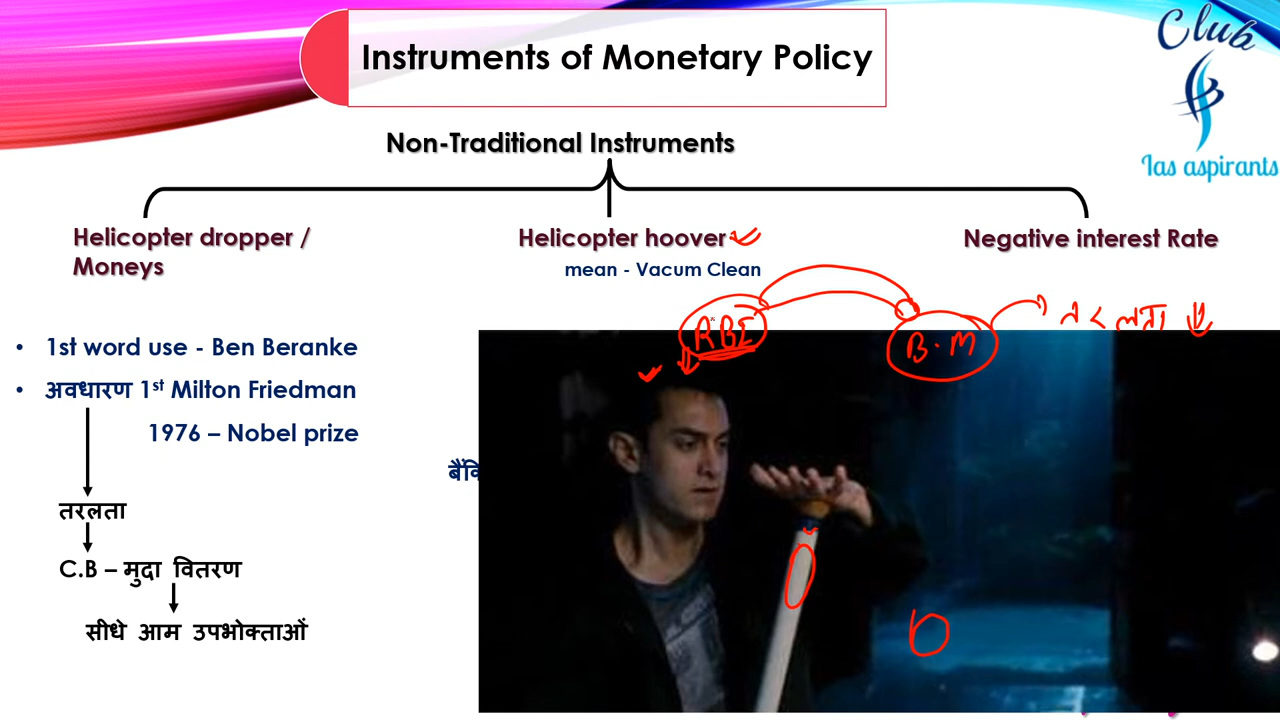 Instruments of Monetary Policy
Club
Ias aspirants
Non-Traditional Instruments
Helicopter dropper /
Moneys
Helicopter hoover
mean - Vacum Clean
Negative interest Rate
RBI
B.M
• 1st word use - Ben Beranke
• अवधारण 1st Milton Friedman
1976 – Nobel prize
तरलता
C.B – मुदा वितरण
सीधे आम उपभोक्ताओं